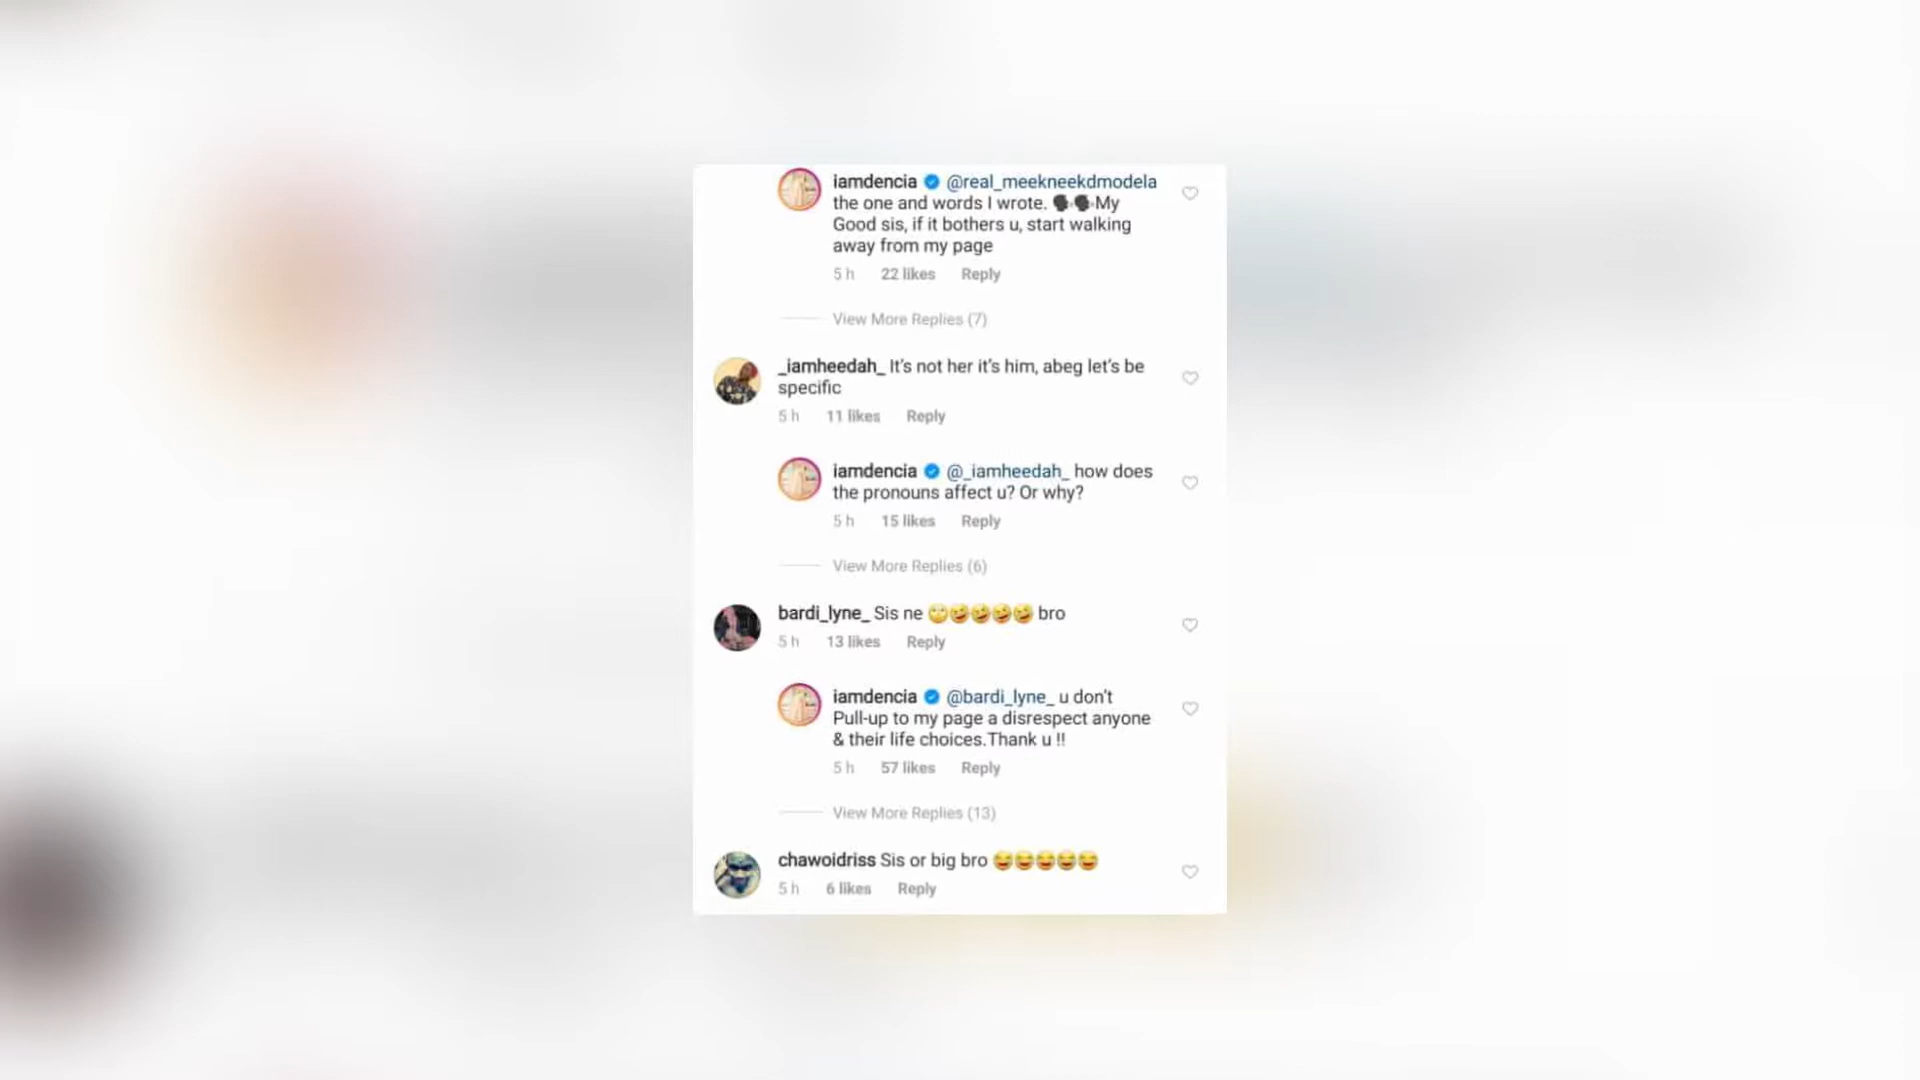 iamdencia @real_meekneekdmodela
the one and words I wrote. 🗣🗣My
Good sis, if it bothers u, start walking
away from my page
5 h 22 likes Reply
View More Replies (7)
_iamheedah_ It's not her it's him, abeg let's be
specific
5 h 11 likes Reply
iamdencia @_iamheedah_ how does
the pronouns affect u? Or why?
5 h 15 likes Reply
View More Replies (6)
bardi_lyne_ Sis ne 🙄🤣🤣🤣🤣 bro
5 h 13 likes Reply
iamdencia @bardi_lyne_ u don't
Pull-up to my page a disrespect anyone
& their life choices.Thank u !!
5 h 57 likes Reply
View More Replies (13)
chawoidriss Sis or big bro 😂😂😂😂😂
5 h 6 likes Reply